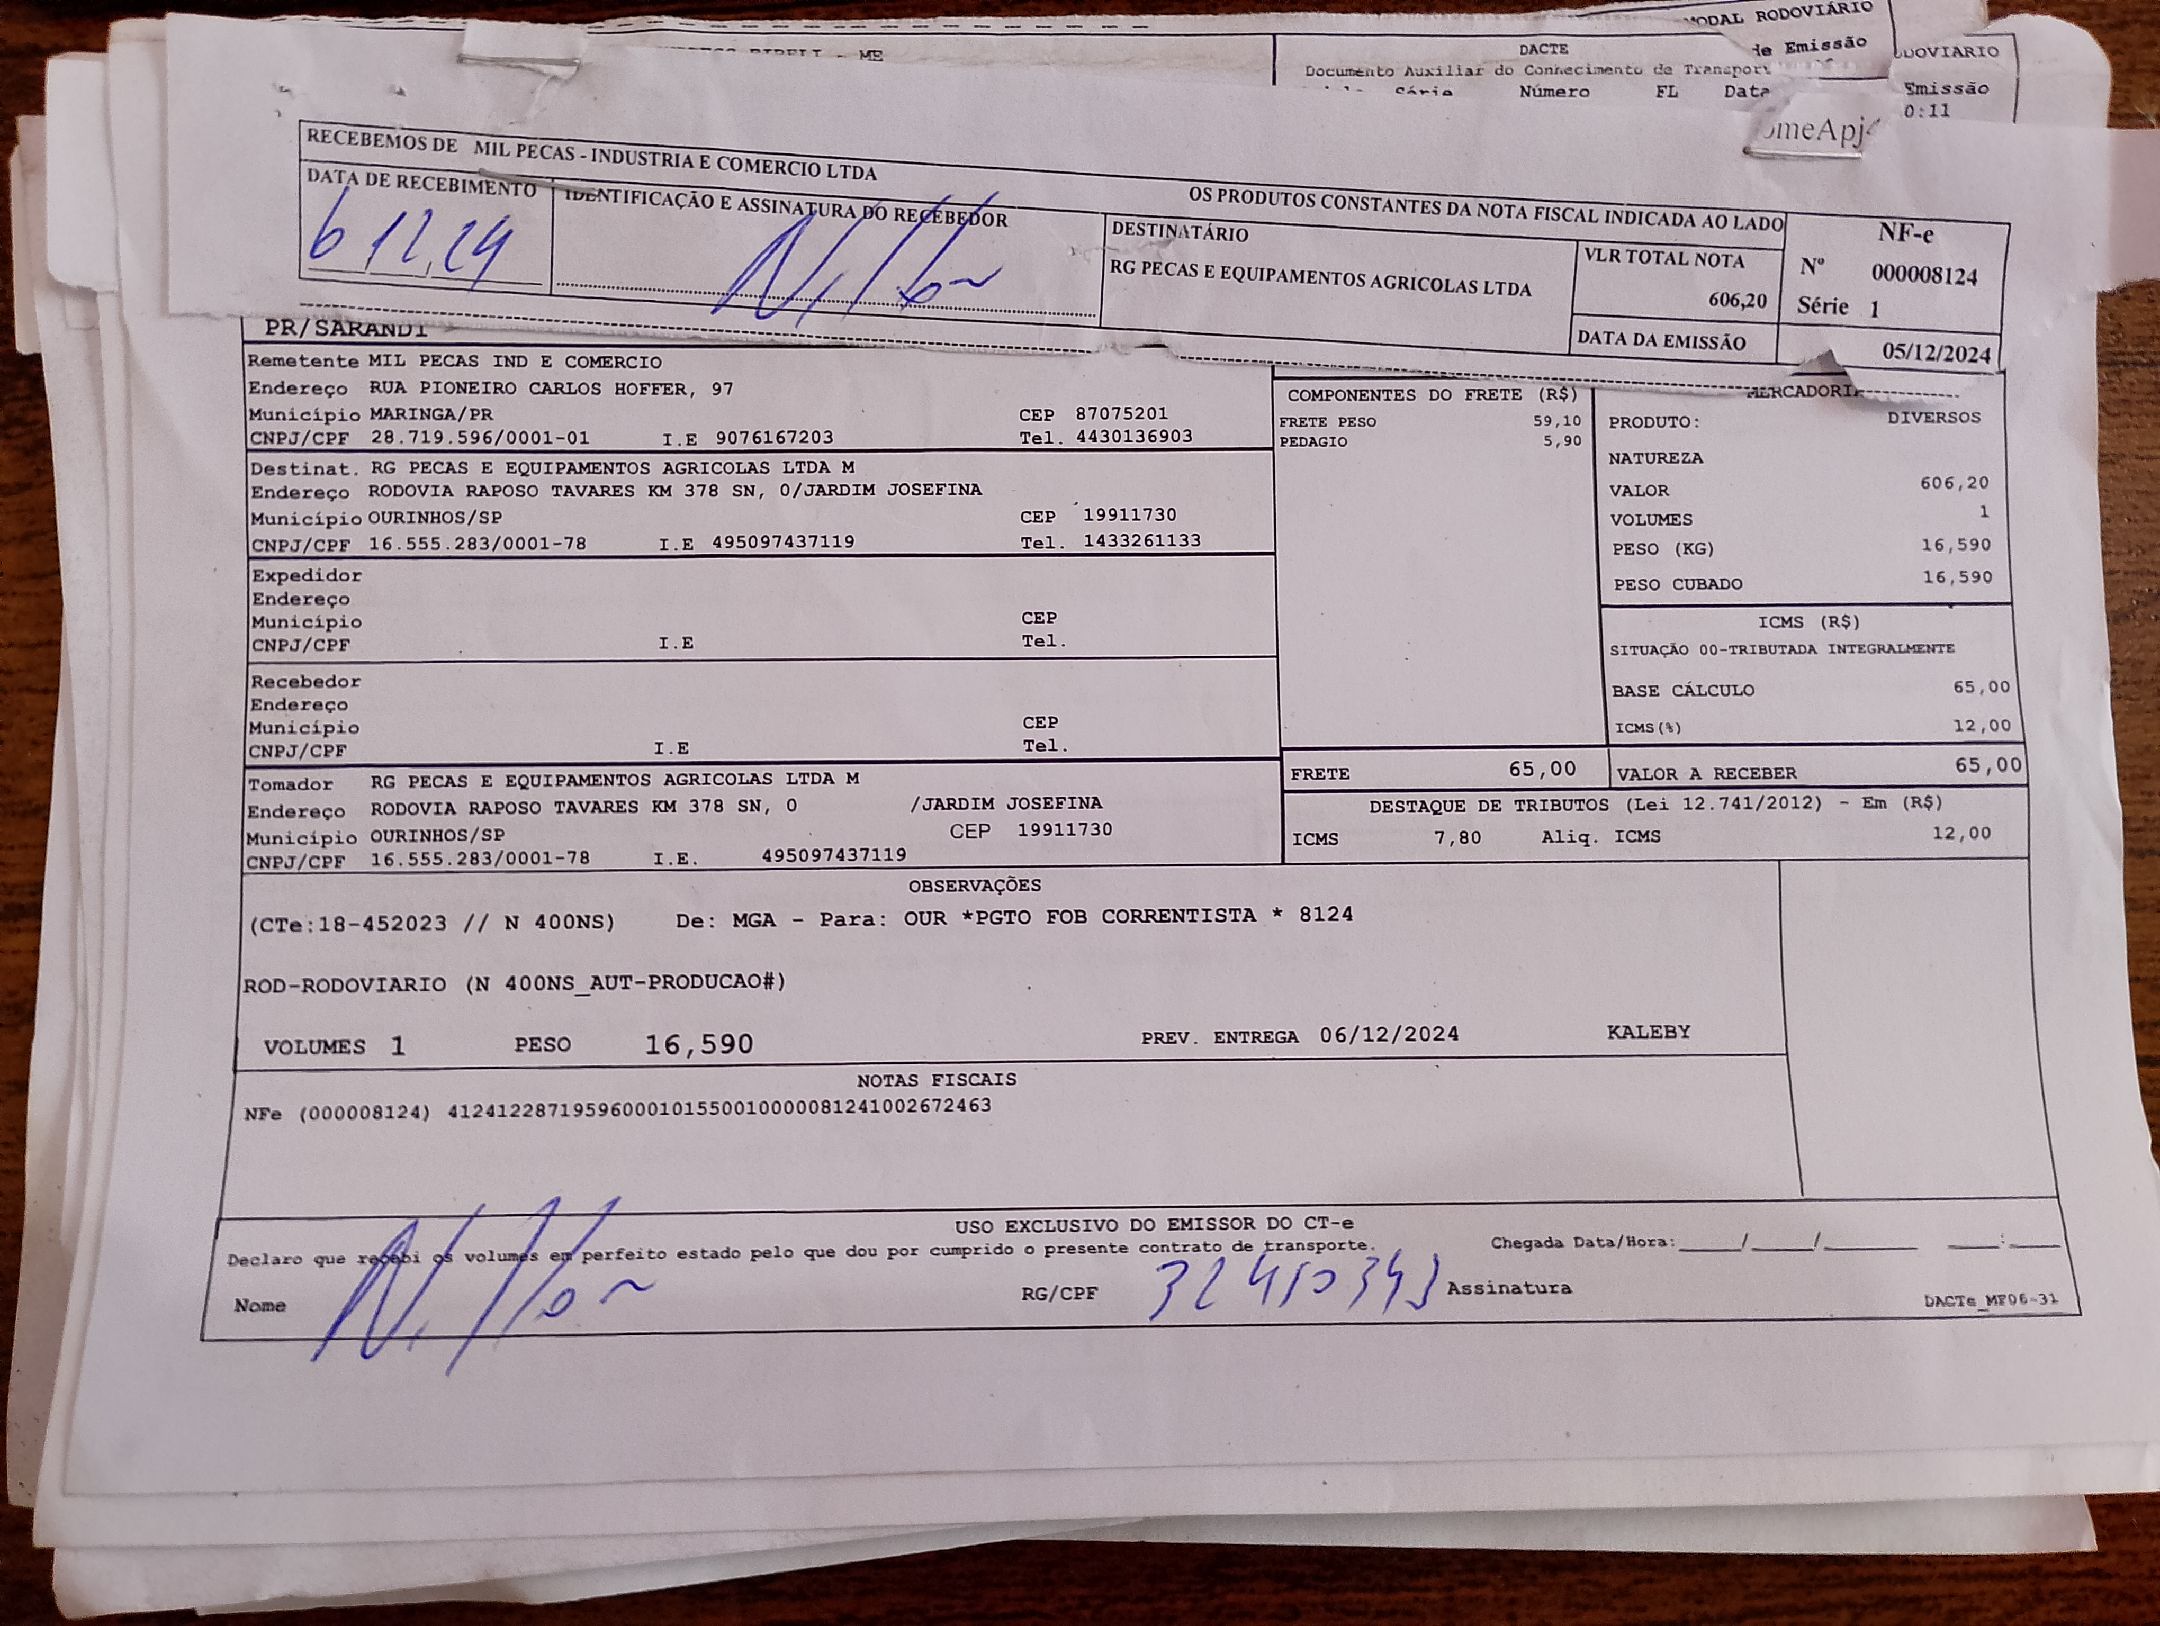 MODAL RODOVIÁRIO
de Emissão
DACTE
Documento Auxiliar do Conhecimento de Transport
Série Número FL Data
- ME
Emissão
0:11
RECEBEMOS DE MIL PECAS - INDUSTRIA E COMERCIO LTDA
OS PRODUTOS CONSTANTES DA NOTA FISCAL INDICADA AO LADO
DATA DE RECEBIMENTO
6 12 24
IDENTIFICAÇÃO E ASSINATURA DO RECEBEDOR
DESTINATÁRIO
RG PECAS E EQUIPAMENTOS AGRICOLAS LTDA
VLR TOTAL NOTA
606,20
DATA DA EMISSÃO
05/12/2024
NF-e
Nº 000008124
Série 1
PR/SARANDI
Remetente MIL PECAS IND E COMERCIO
Endereço RUA PIONEIRO CARLOS HOFFER, 97
Município MARINGA/PR CEP 87075201
CNPJ/CPF 28.719.596/0001-01 I.E 9076167203 Tel. 4430136903
Destinat. RG PECAS E EQUIPAMENTOS AGRICOLAS LTDA M
Endereço RODOVIA RAPOSO TAVARES KM 378 SN, 0/JARDIM JOSEFINA
Município OURINHOS/SP CEP 19911730
CNPJ/CPF 16.555.283/0001-78 I.E 495097437119 Tel. 1433261133
Expedidor
Endereço
Município CEP
CNPJ/CPF I.E Tel.
Recebedor
Endereço
Município CEP
CNPJ/CPF I.E Tel.
Tomador RG PECAS E EQUIPAMENTOS AGRICOLAS LTDA M
Endereço RODOVIA RAPOSO TAVARES KM 378 SN, 0 /JARDIM JOSEFINA
Município OURINHOS/SP CEP 19911730
CNPJ/CPF 16.555.283/0001-78 I.E. 495097437119
COMPONENTES DO FRETE (R$)
FRETE PESO 59,10
PEDAGIO 5,90
MERCADORIA
PRODUTO: DIVERSOS
NATUREZA
VALOR 606,20
VOLUMES 1
PESO (KG) 16,590
PESO CUBADO 16,590
ICMS (R$)
SITUAÇÃO 00-TRIBUTADA INTEGRALMENTE
BASE CÁLCULO 65,00
ICMS(%) 12,00
FRETE 65,00 VALOR A RECEBER 65,00
DESTAQUE DE TRIBUTOS (Lei 12.741/2012) - Em (R$)
ICMS 7,80 Aliq. ICMS 12,00
OBSERVAÇÕES
(CTe:18-452023 // N 400NS) De: MGA - Para: OUR *PGTO FOB CORRENTISTA * 8124
ROD-RODOVIARIO (N 400NS_AUT-PRODUCAO#)
VOLUMES 1 PESO 16,590 PREV. ENTREGA 06/12/2024 KALEBY
NOTAS FISCAIS
NFe (000008124) 41241228719596000101550010000081241002672463
USO EXCLUSIVO DO EMISSOR DO CT-e
Declaro que recebi os volumes em perfeito estado pelo que dou por cumprido o presente contrato de transporte. Chegada Data/Hora:____/____/______ ____:____
Nome RG/CPF Assinatura
DACTe_MF06-31